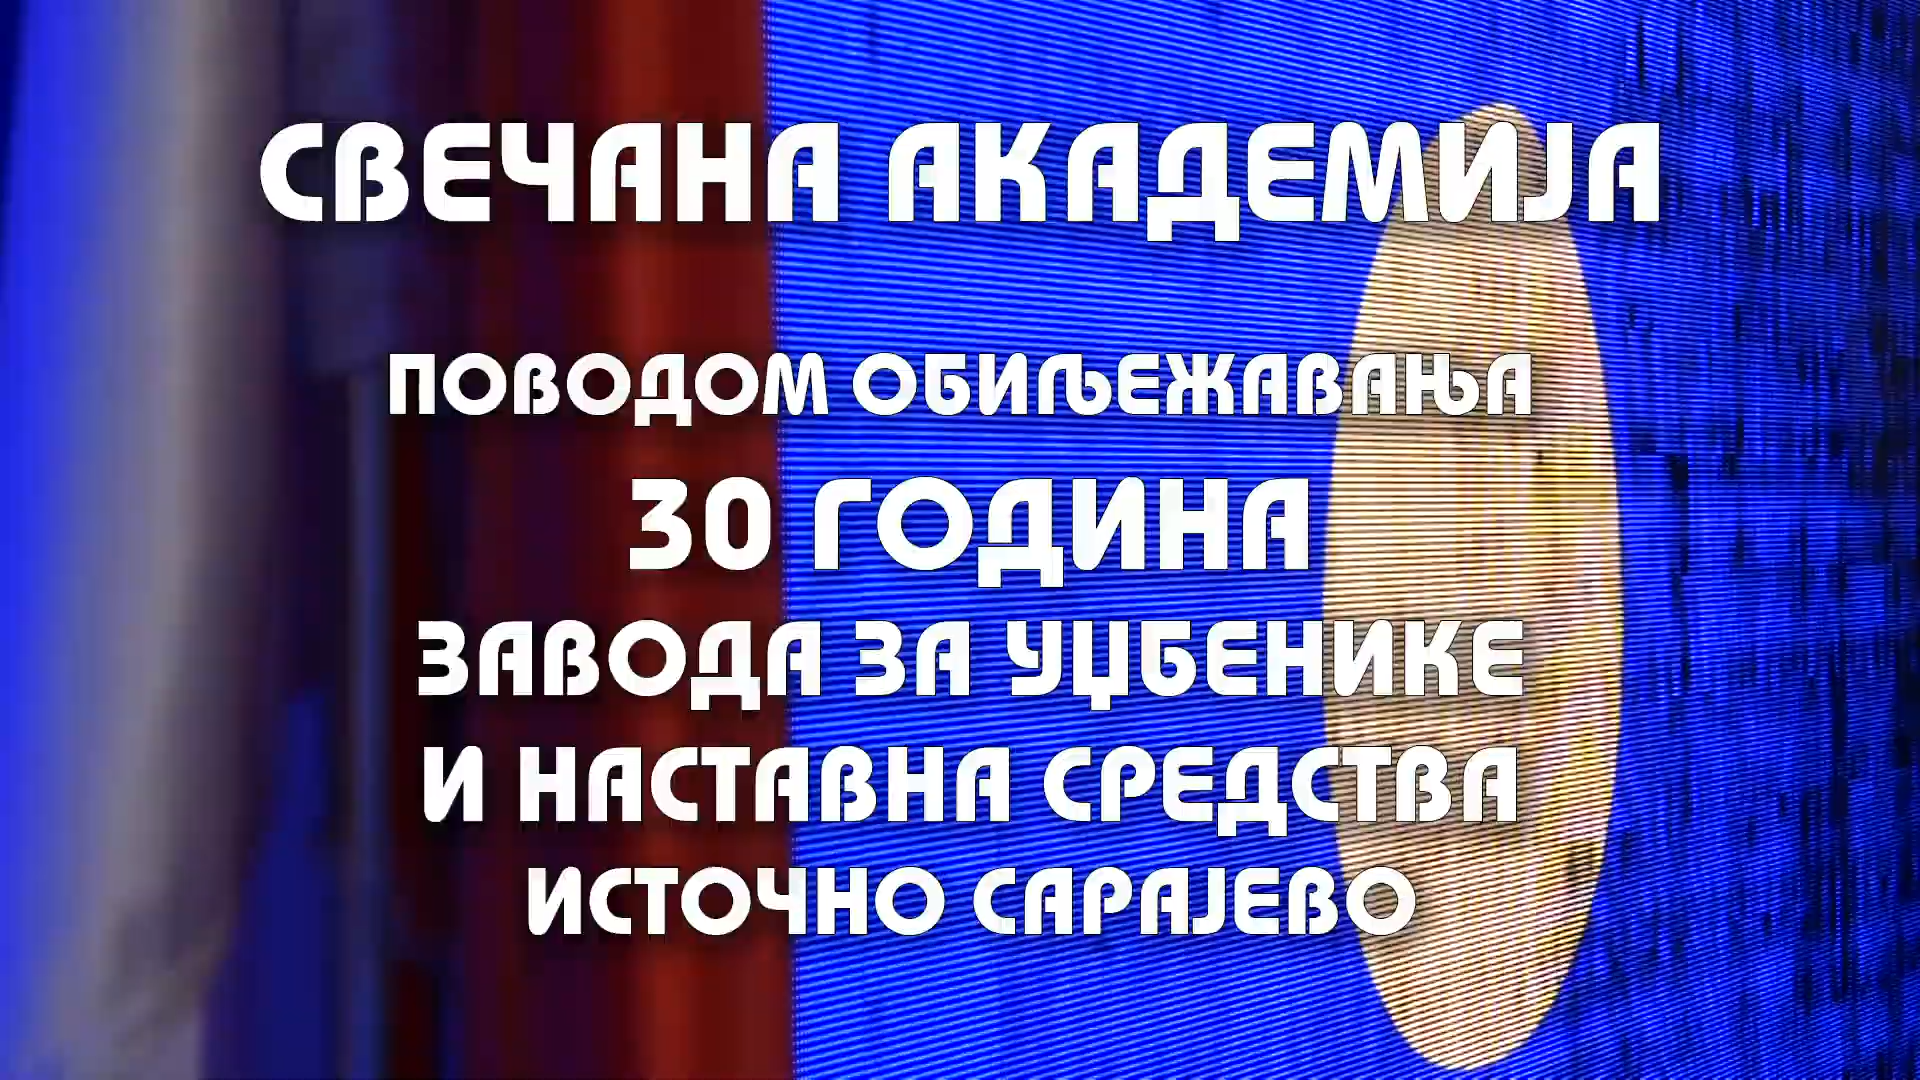 СВЕЧАНА АКАДЕМИЈА
ПОВОДОМ ОБИЉЕЖАВАЊА
30 ГОДИНА
ЗАВОДА ЗА УЏБЕНИКЕ
И НАСТАВНА СРЕДСТВА
ИСТОЧНО САРАЈЕВО